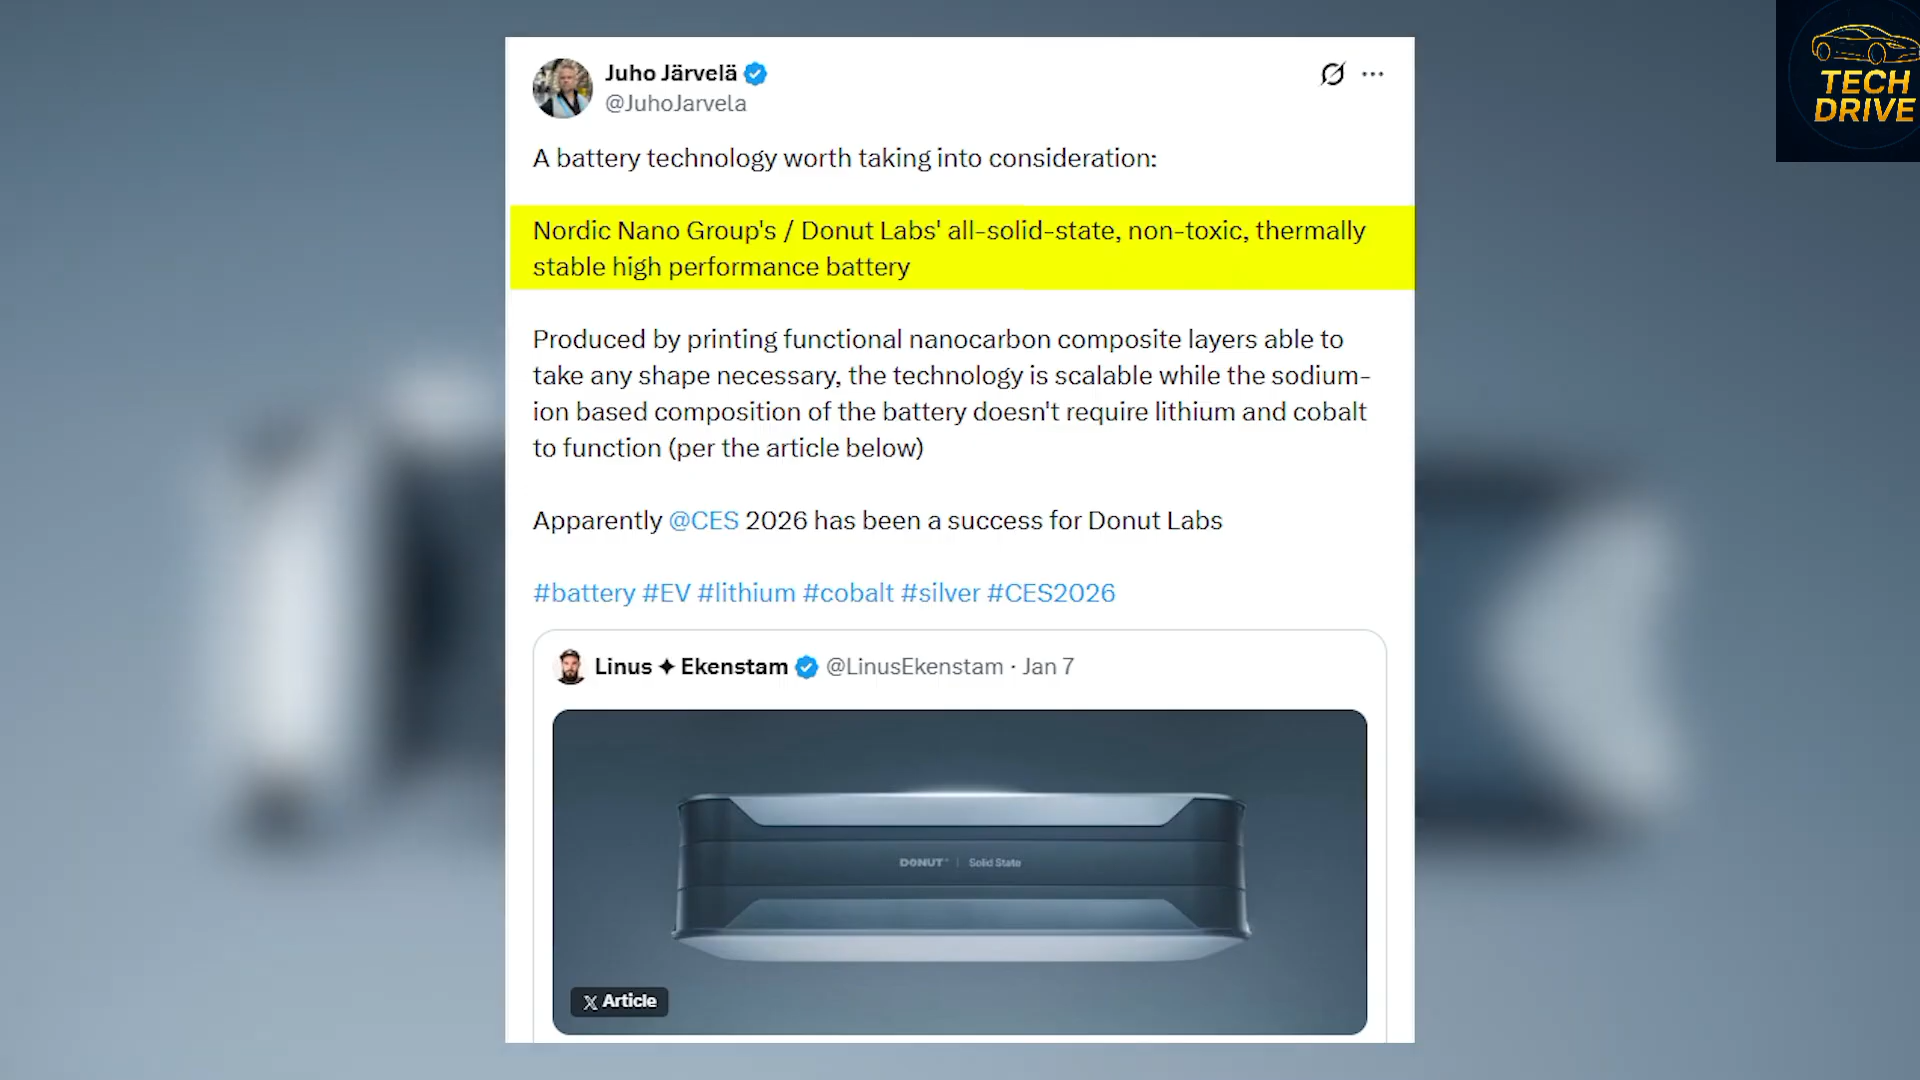 TECH
DRIVE
Juho Järvelä
@JuhoJarvela
A battery technology worth taking into consideration:
Nordic Nano Group's / Donut Labs' all-solid-state, non-toxic, thermally
stable high performance battery
Produced by printing functional nanocarbon composite layers able to
take any shape necessary, the technology is scalable while the sodium-
ion based composition of the battery doesn't require lithium and cobalt
to function (per the article below)
Apparently @CES 2026 has been a success for Donut Labs
#battery #EV #lithium #cobalt #silver #CES2026
Linus ✦ Ekenstam @LinusEkenstam · Jan 7
DONUT™ | Solid State
X Article